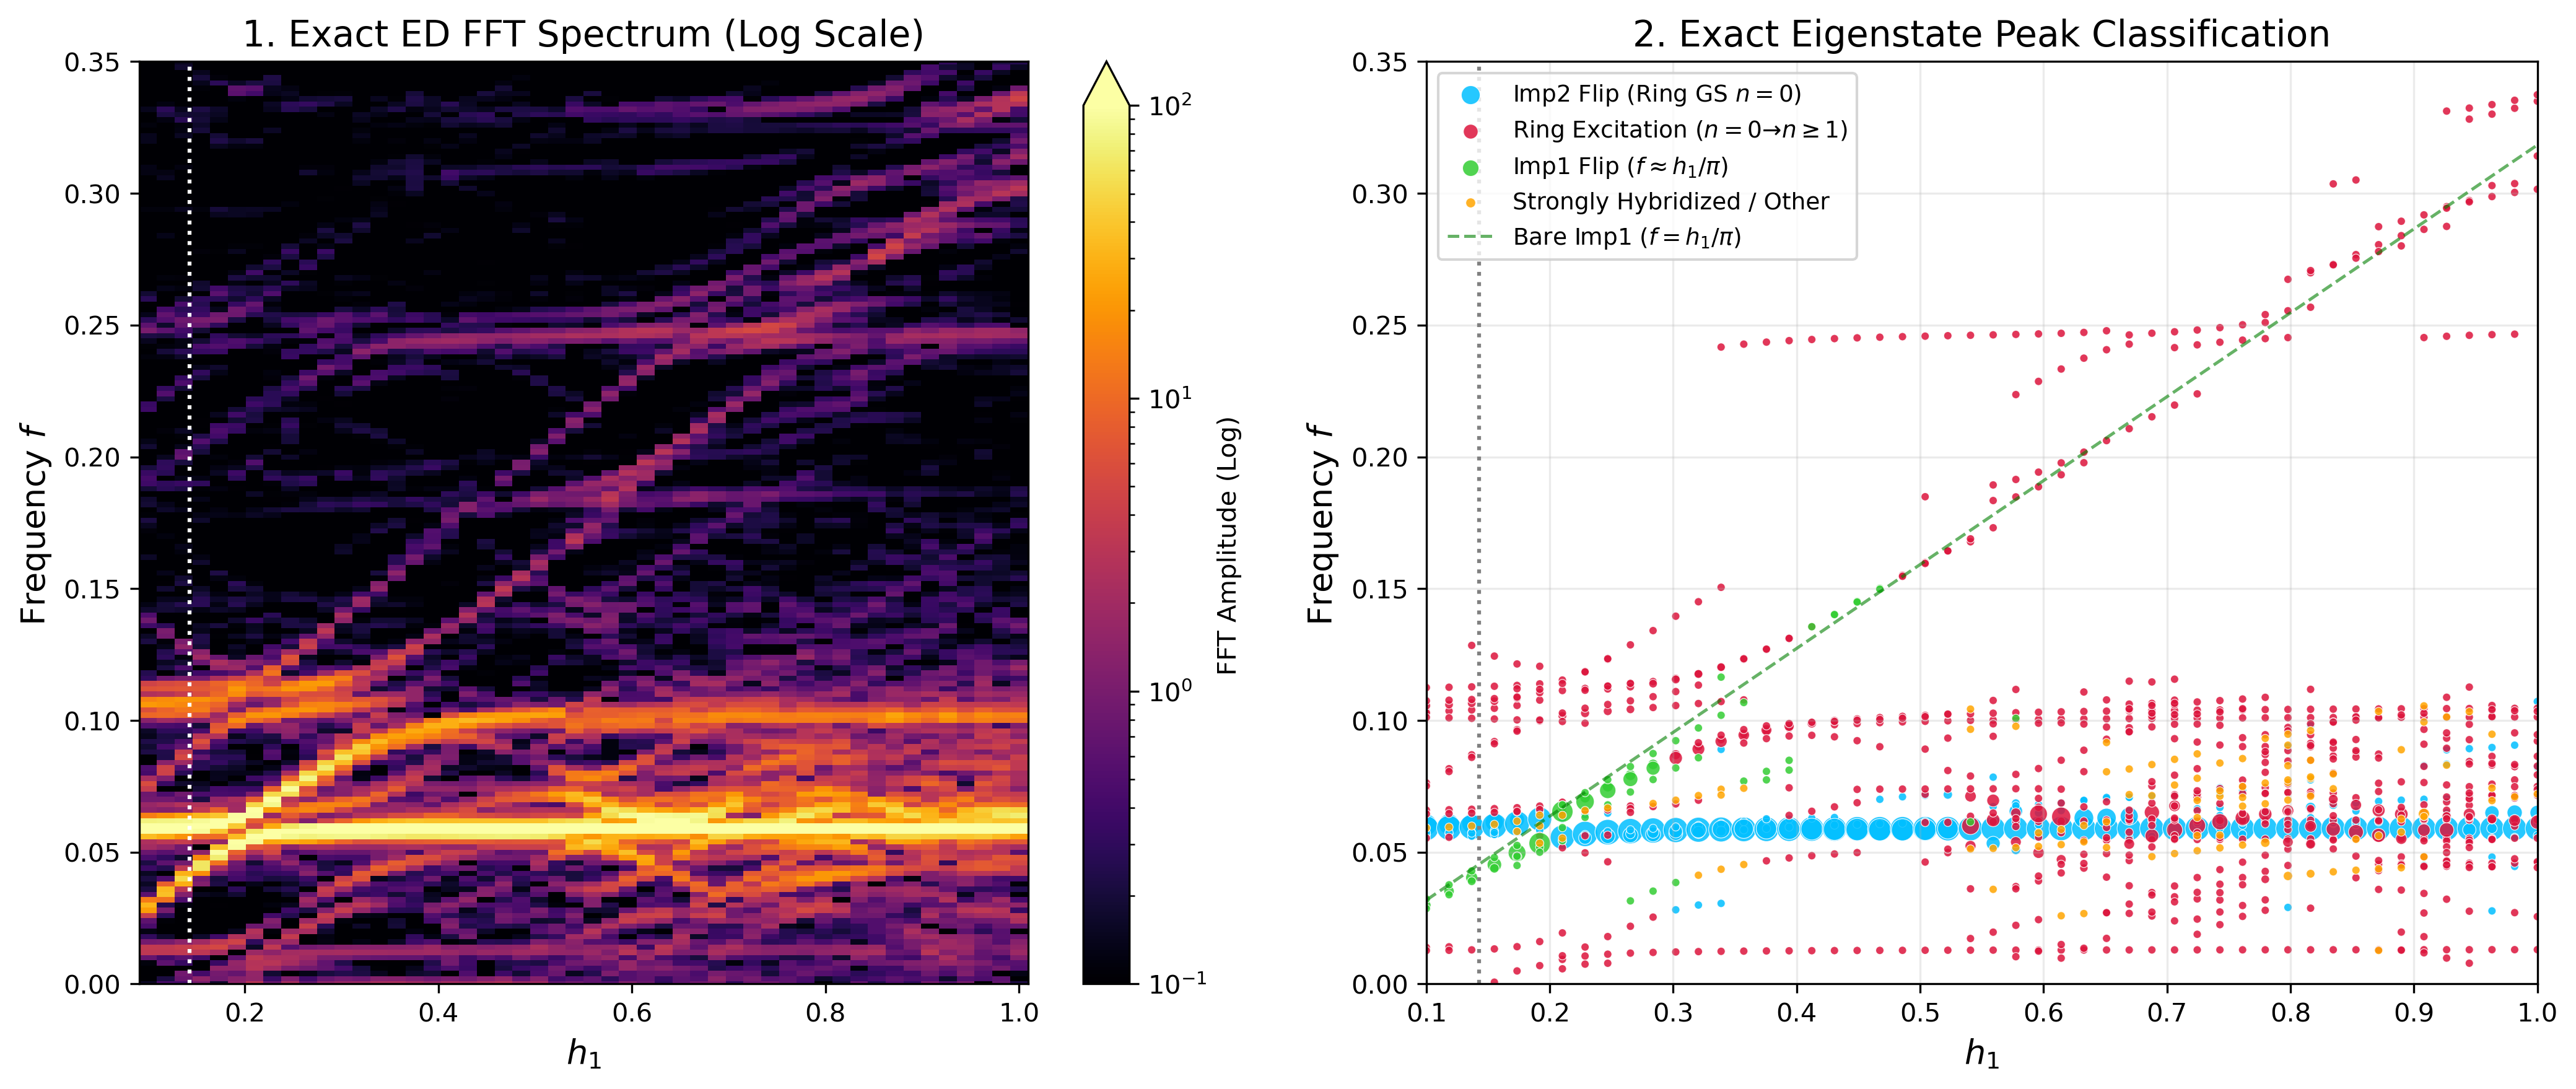 1. Exact ED FFT Spectrum (Log Scale)
Frequency f
0.35
0.30
0.25
0.20
0.15
0.10
0.05
0.00
0.2
0.4
0.6
0.8
1.0
h₁
10²
10¹
10⁰
10⁻¹
FFT Amplitude (Log)
2. Exact Eigenstate Peak Classification
Imp2 Flip (Ring GS n = 0)
Ring Excitation (n = 0→n ≥ 1)
Imp1 Flip (f ≈ h₁/π)
Strongly Hybridized / Other
Bare Imp1 (f = h₁/π)
Frequency f
0.35
0.30
0.25
0.20
0.15
0.10
0.05
0.00
0.1
0.2
0.3
0.4
0.5
0.6
0.7
0.8
0.9
1.0
h₁